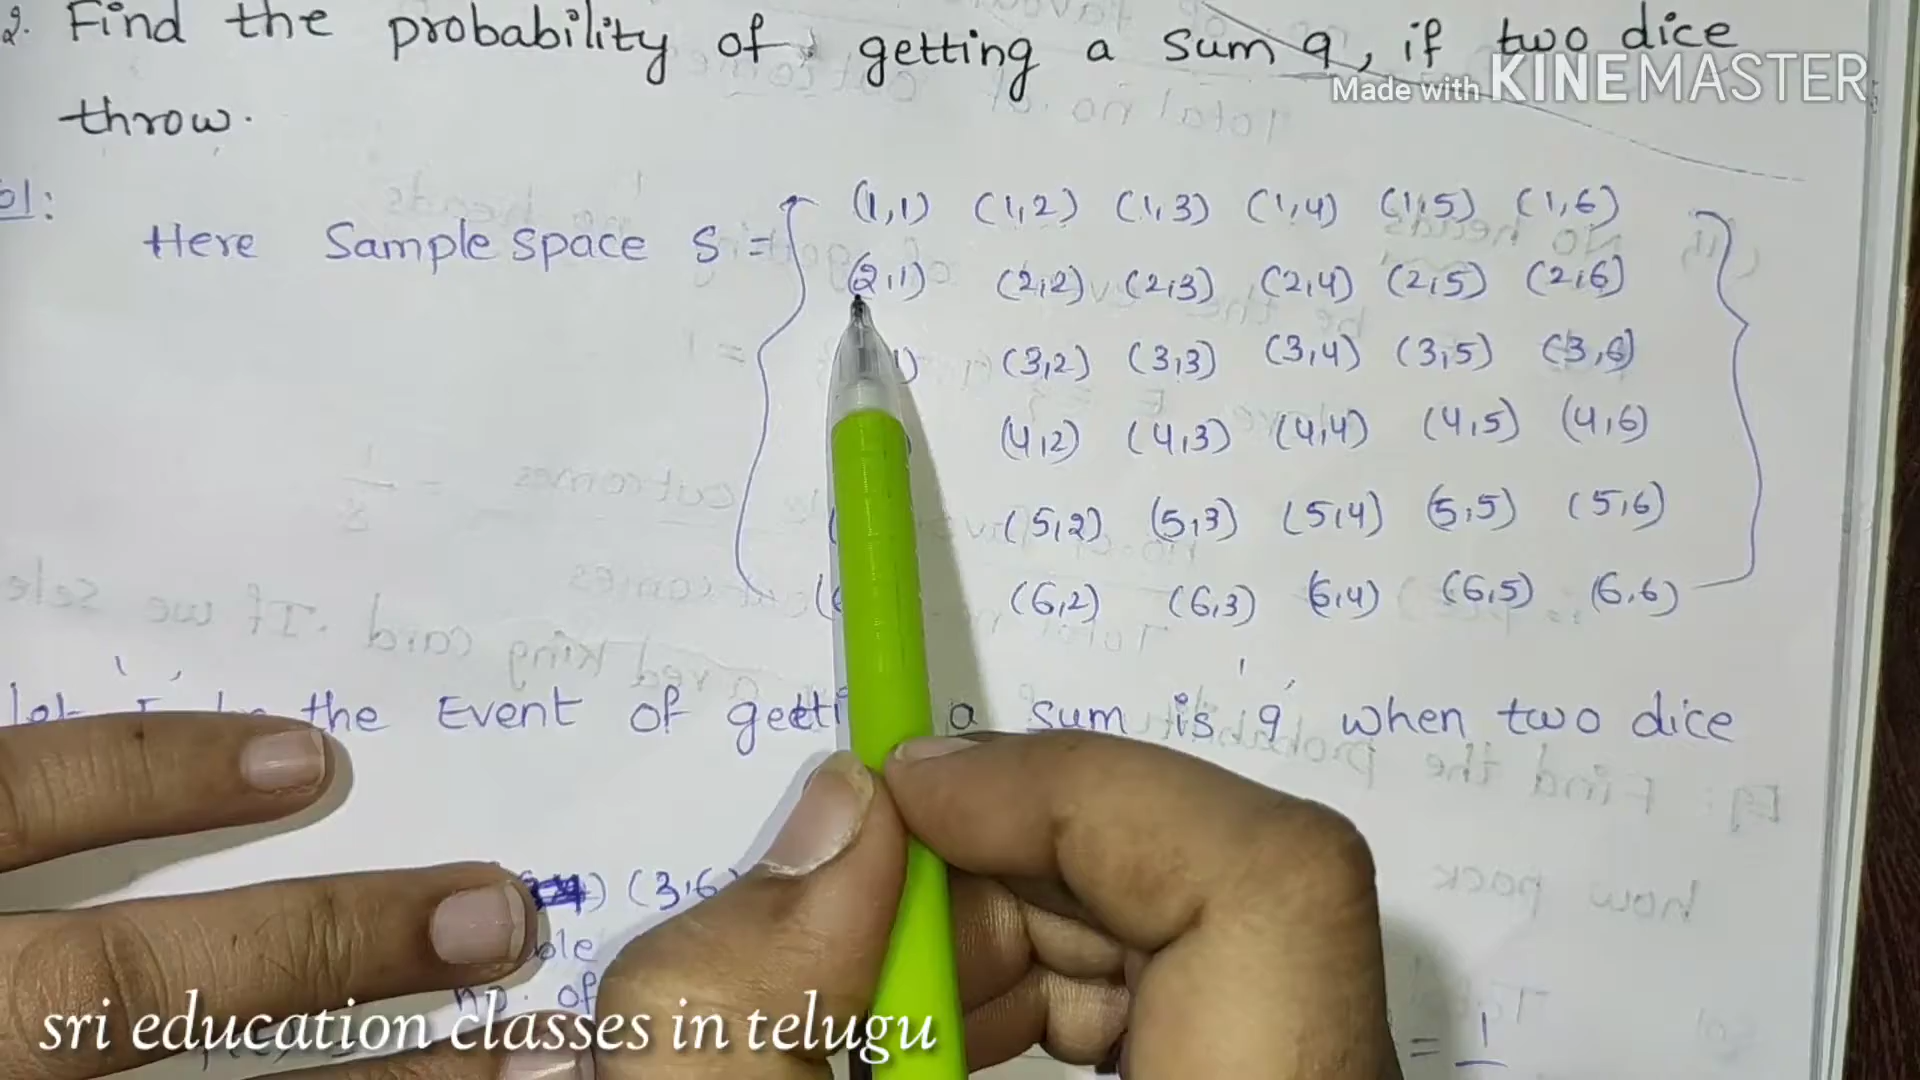 2. Find the probability of getting a sum 9, if two dice
Made with KINEMASTER
throw.
Here Sample space S = (1,1) (1,2) (1,3) (1,4) (1,5) (1,6)
(2,1) (2,2) (2,3) (2,4) (2,5) (2,6)
(3,2) (3,3) (3,4) (3,5) (3,6)
(4,2) (4,3) (4,4) (4,5) (4,6)
(5,2) (5,3) (5,4) (5,5) (5,6)
(6,2) (6,3) (6,4) (6,5) (6,6)
the Event of getti a sum is '9' when two dice
(3,6)
no. of
sri education classes in telugu
= 1